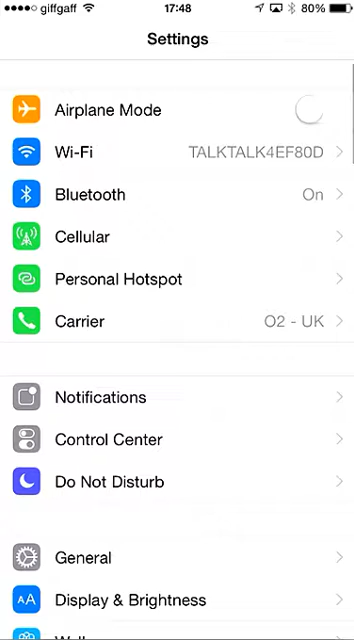 giffgaff 17:48 80%
Settings
Airplane Mode
Wi-Fi TALKTALK4EF80D
Bluetooth On
Cellular
Personal Hotspot
Carrier O2 - UK
Notifications
Control Center
Do Not Disturb
General
AA Display & Brightness